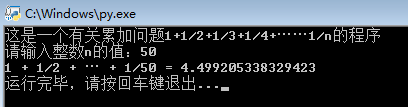 C:\Windows\py.exe
这是一个有关累加问题1+1/2+1/3+1/4+……1/n的程序
请输入整数n的值：50
1 + 1/2 + … + 1/50 = 4.499205338329423
运行完毕，请按回车键退出...